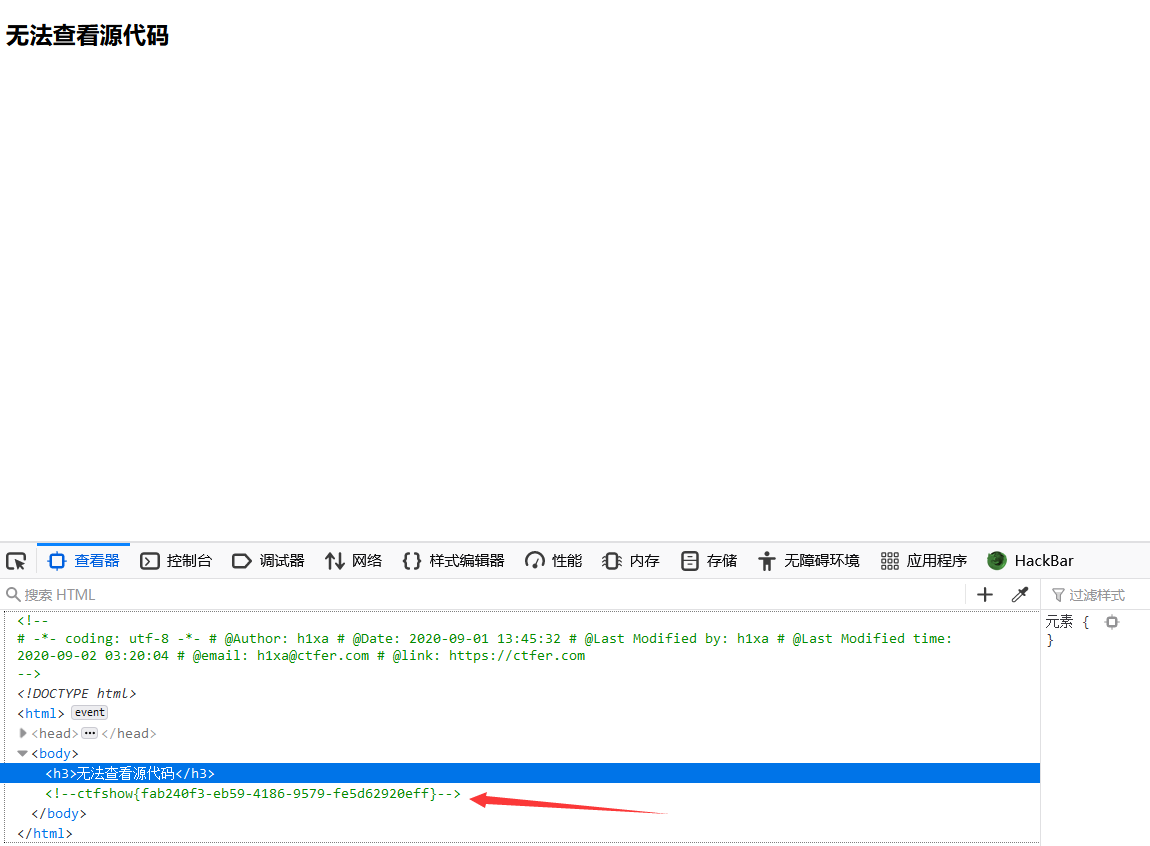 无法查看源代码
查看器 控制台 调试器 网络 样式编辑器 性能 内存 存储 无障碍环境 应用程序 HackBar
搜索 HTML 过滤样式
<!--
# -*- coding: utf-8 -*- # @Author: h1xa # @Date: 2020-09-01 13:45:32 # @Last Modified by: h1xa # @Last Modified time:
2020-09-02 03:20:04 # @email: h1xa@ctfer.com # @link: https://ctfer.com
-->
<!DOCTYPE html>
<html> event
<head> ••• </head>
<body>
<h3>无法查看源代码</h3>
<!--ctfshow{fab240f3-eb59-4186-9579-fe5d62920eff}-->
</body>
</html>
元素 {
}